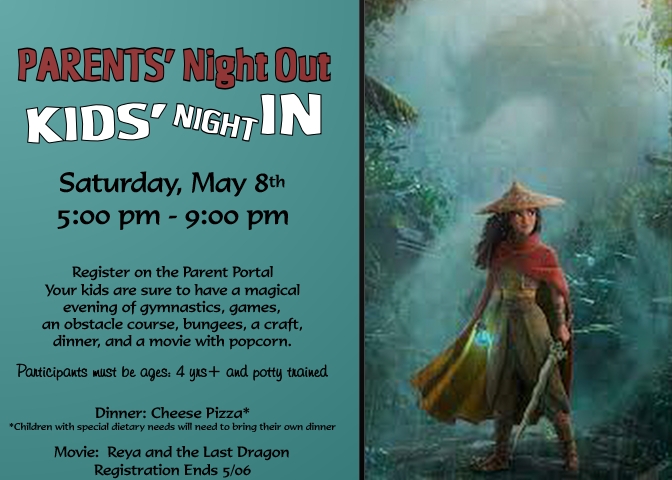 PARENTS' Night Out
KIDS' NIGHT IN
Saturday, May 8th
5:00 pm - 9:00 pm
Register on the Parent Portal
Your kids are sure to have a magical
evening of gymnastics, games,
an obstacle course, bungees, a craft,
dinner, and a movie with popcorn.
Participants must be ages: 4 yrs+ and potty trained
Dinner: Cheese Pizza*
*Children with special dietary needs will need to bring their own dinner
Movie: Reya and the Last Dragon
Registration Ends 5/06